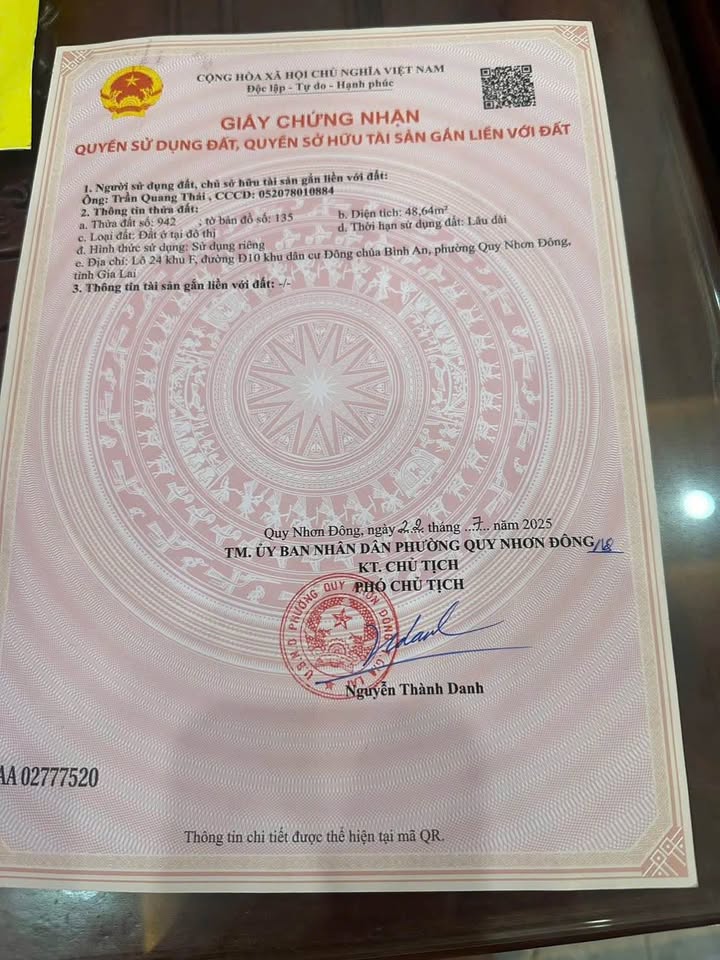 CỘNG HÒA XÃ HỘI CHỦ NGHĨA VIỆT NAM
Độc lập - Tự do - Hạnh phúc
GIẤY CHỨNG NHẬN
QUYỀN SỬ DỤNG ĐẤT, QUYỀN SỞ HỮU TÀI SẢN GẮN LIỀN VỚI ĐẤT
1. Người sử dụng đất, chủ sở hữu tài sản gắn liền với đất:
Ông: Trần Quang Thái , CCCD: 052078010884
2. Thông tin thửa đất:
a. Thửa đất số: 942 , tờ bản đồ số: 135 b. Diện tích: 48,64m²
c. Loại đất: Đất ở tại đô thị d. Thời hạn sử dụng đất: Lâu dài
đ. Hình thức sử dụng: Sử dụng riêng
e. Địa chỉ: Lô 24 khu F, đường Đ10 khu dân cư Đông chùa Bình An, phường Quy Nhơn Đông,
tỉnh Gia Lai
3. Thông tin tài sản gắn liền với đất: -/-
Quy Nhơn Đông, ngày 22 tháng ..7.. năm 2025
TM. ỦY BAN NHÂN DÂN PHƯỜNG QUY NHƠN ĐÔNG
KT. CHỦ TỊCH
PHÓ CHỦ TỊCH
U.B.N.D PHƯỜNG QUY NHƠN ĐÔNG
GIA LAI
Nguyễn Thành Danh
AA 02777520
Thông tin chi tiết được thể hiện tại mã QR.